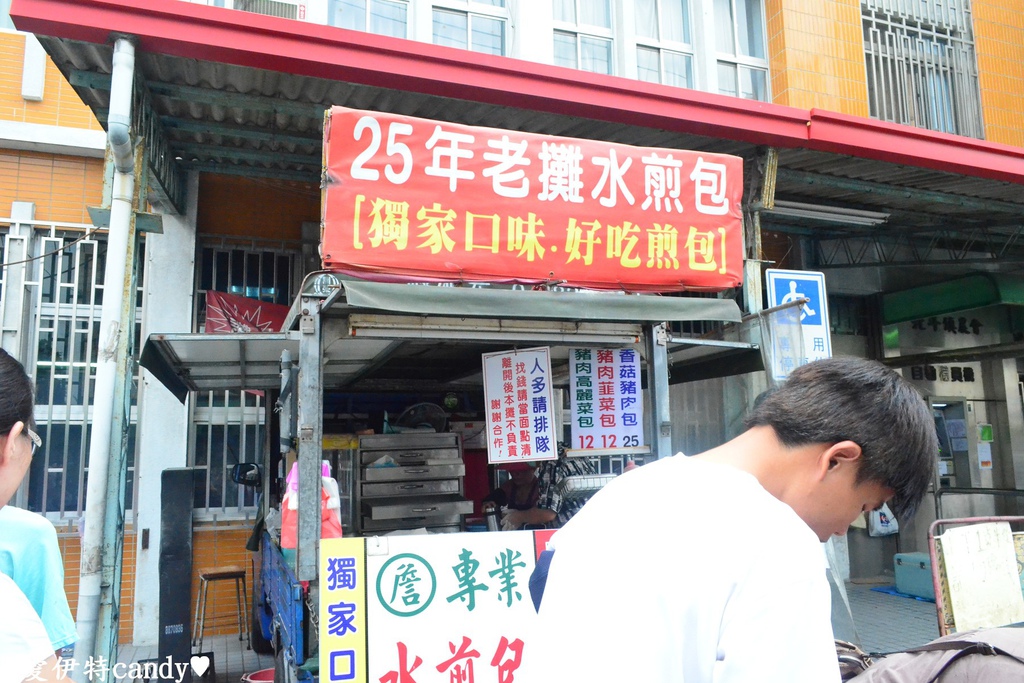 25年老攤水煎包
[獨家口味.好吃煎包]
人多請排隊
找錢請當面點清
離開後本攤不負責
謝謝合作!
香菇豬肉包 25
豬肉韭菜包 12
豬肉高麗菜包 12
獨家口
詹 專業
水煎包
愛伊特candy♥